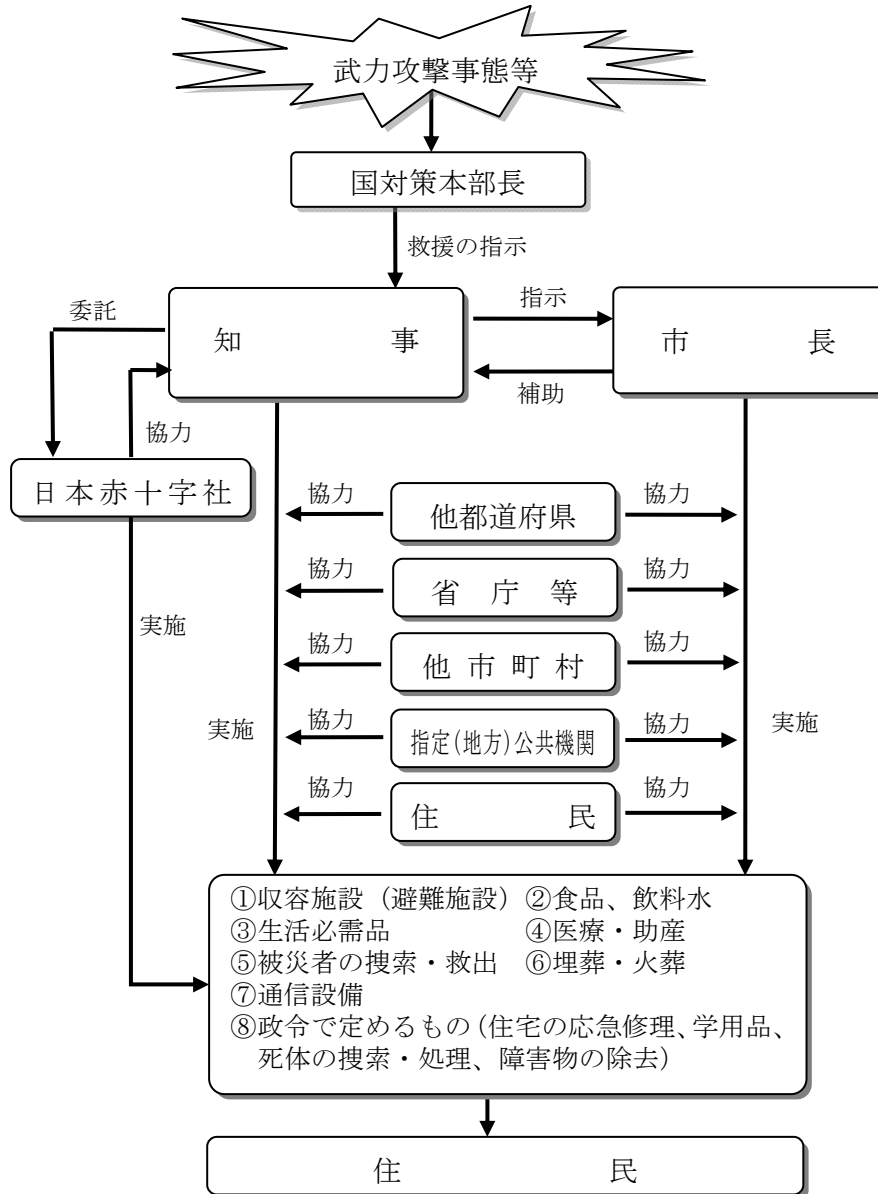 武力攻撃事態等
国対策本部長
救援の指示
委託
指示
知 事
市 長
補助
協力
日本赤十字社
協力
他都道府県
協力
協力
省 庁 等
協力
実施
協力
他 市 町 村
協力
実施
協力
指定(地方)公共機関
協力
実施
協力
住 民
協力
①収容施設(避難施設) ②食品、飲料水
③生活必需品 ④医療・助産
⑤被災者の捜索・救出 ⑥埋葬・火葬
⑦通信設備
⑧政令で定めるもの(住宅の応急修理、学用品、
死体の捜索・処理、障害物の除去)
住 民